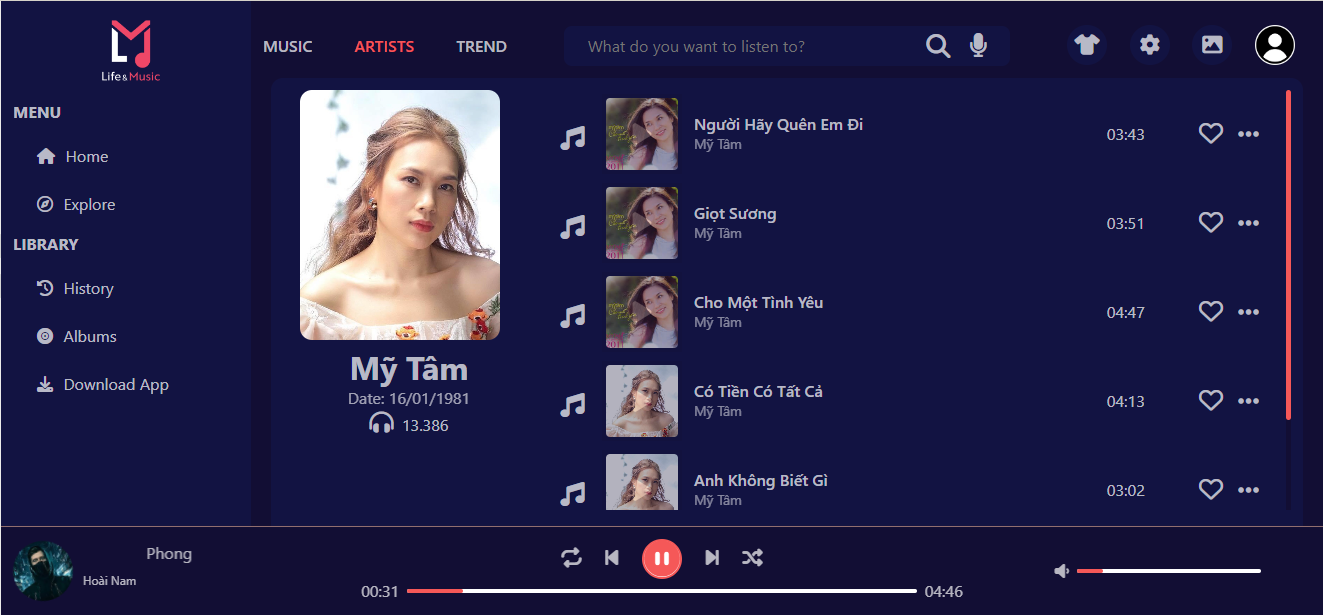 Life&Music
MUSIC
ARTISTS
TREND
What do you want to listen to?
MENU
Home
Explore
LIBRARY
History
Albums
Download App
Mỹ Tâm
Date: 16/01/1981
13.386
Người Hãy Quên Em Đi
Mỹ Tâm
03:43
Giọt Sương
Mỹ Tâm
03:51
Cho Một Tình Yêu
Mỹ Tâm
04:47
Có Tiền Có Tất Cả
Mỹ Tâm
04:13
Anh Không Biết Gì
Mỹ Tâm
03:02
Phong
Hoài Nam
00:31
04:46